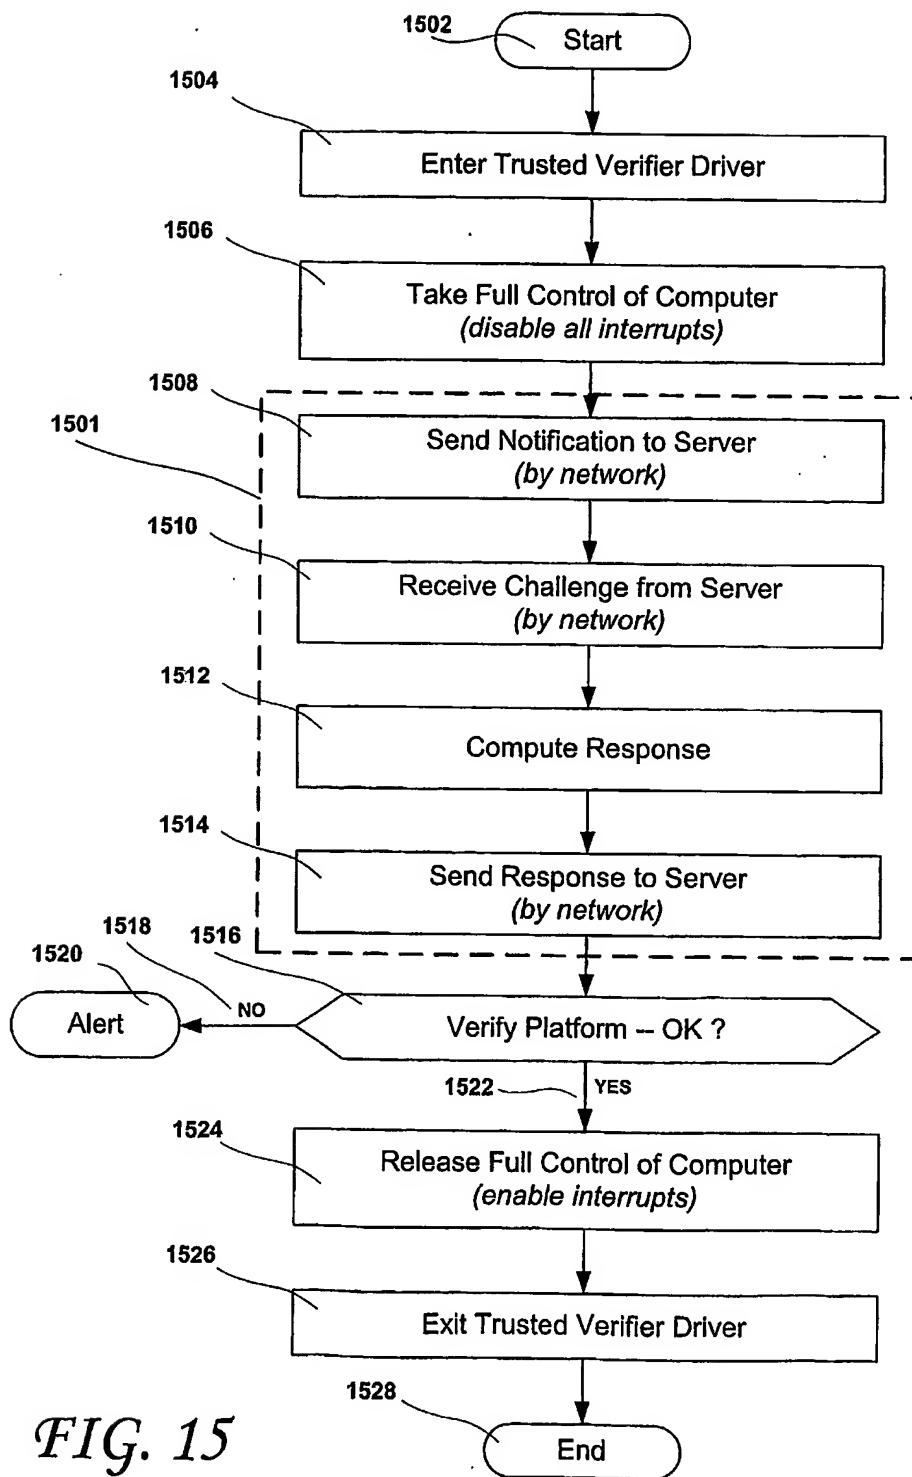 1502
Start
1504
Enter Trusted Verifier Driver
1506
Take Full Control of Computer
(disable all interrupts)
1508
1501
Send Notification to Server
(by network)
1510
Receive Challenge from Server
(by network)
1512
Compute Response
1514
Send Response to Server
(by network)
1518
1516
1520
NO
Alert
Verify Platform -- OK ?
1522
YES
1524
Release Full Control of Computer
(enable interrupts)
1526
Exit Trusted Verifier Driver
1528
End
FIG. 15